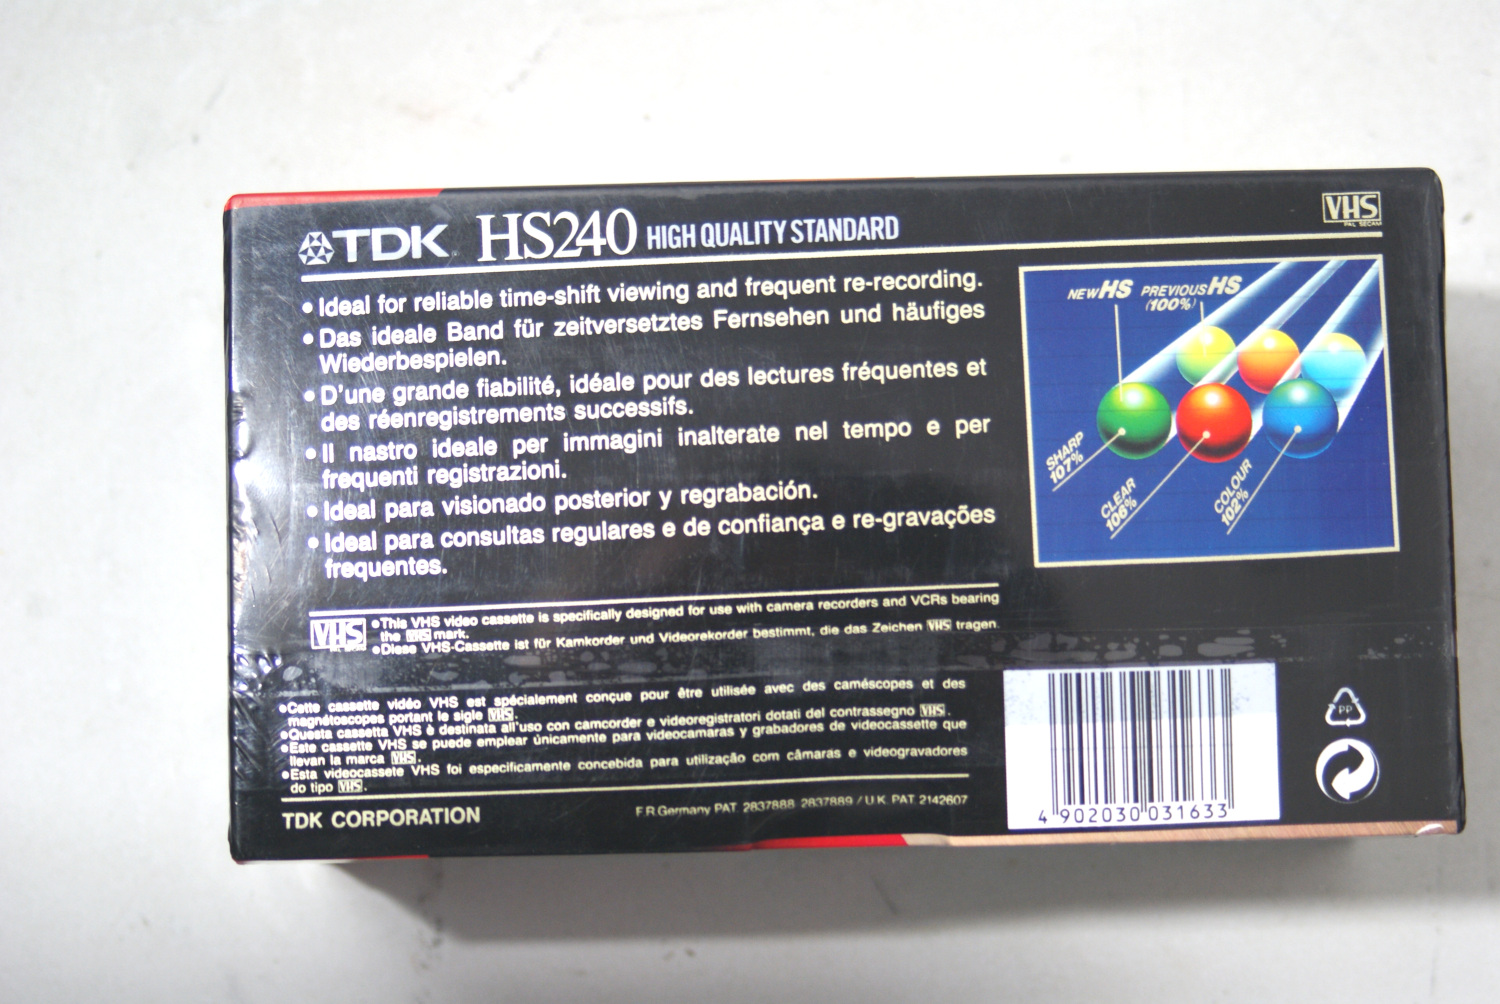 TDK HS240 HIGH QUALITY STANDARD
VHS
PAL SECAM
• Ideal for reliable time-shift viewing and frequent re-recording.
• Das ideale Band für zeitversetztes Fernsehen und häufiges
Wiederbespielen.
• D'une grande fiabilité, idéale pour des lectures fréquentes et
des réenregistrements successifs.
• Il nastro ideale per immagini inalterate nel tempo e per
frequenti registrazioni.
• Ideal para visionado posterior y regrabación.
• Ideal para consultas regulares e de confiança e re-gravações
frequentes.
NEW HS PREVIOUS HS
(100%)
SHARP
107%
CLEAR
106%
COLOUR
102%
VHS
PAL SECAM
• This VHS video cassette is specifically designed for use with camera recorders and VCRs bearing
the VHS mark.
• Diese VHS-Cassette ist für Kamkorder und Videorekorder bestimmt, die das Zeichen VHS tragen.
• Cette cassette vidéo VHS est spécialement conçue pour être utilisée avec des caméscopes et des
magnétoscopes portant le sigle VHS.
• Questa cassetta VHS è destinata all'uso con camcorder e videoregistratori dotati del contrassegno VHS.
• Este cassette VHS se puede emplear únicamente para videocamaras y grabadores de videocassette que
llevan la marca VHS.
• Esta videocassete VHS foi especificamente concebida para utilização com câmaras e videogravadores
do tipo VHS.
TDK CORPORATION
F.R.Germany PAT. 2837888 2837889 / U.K. PAT. 2142607
4 902030 031633
PP